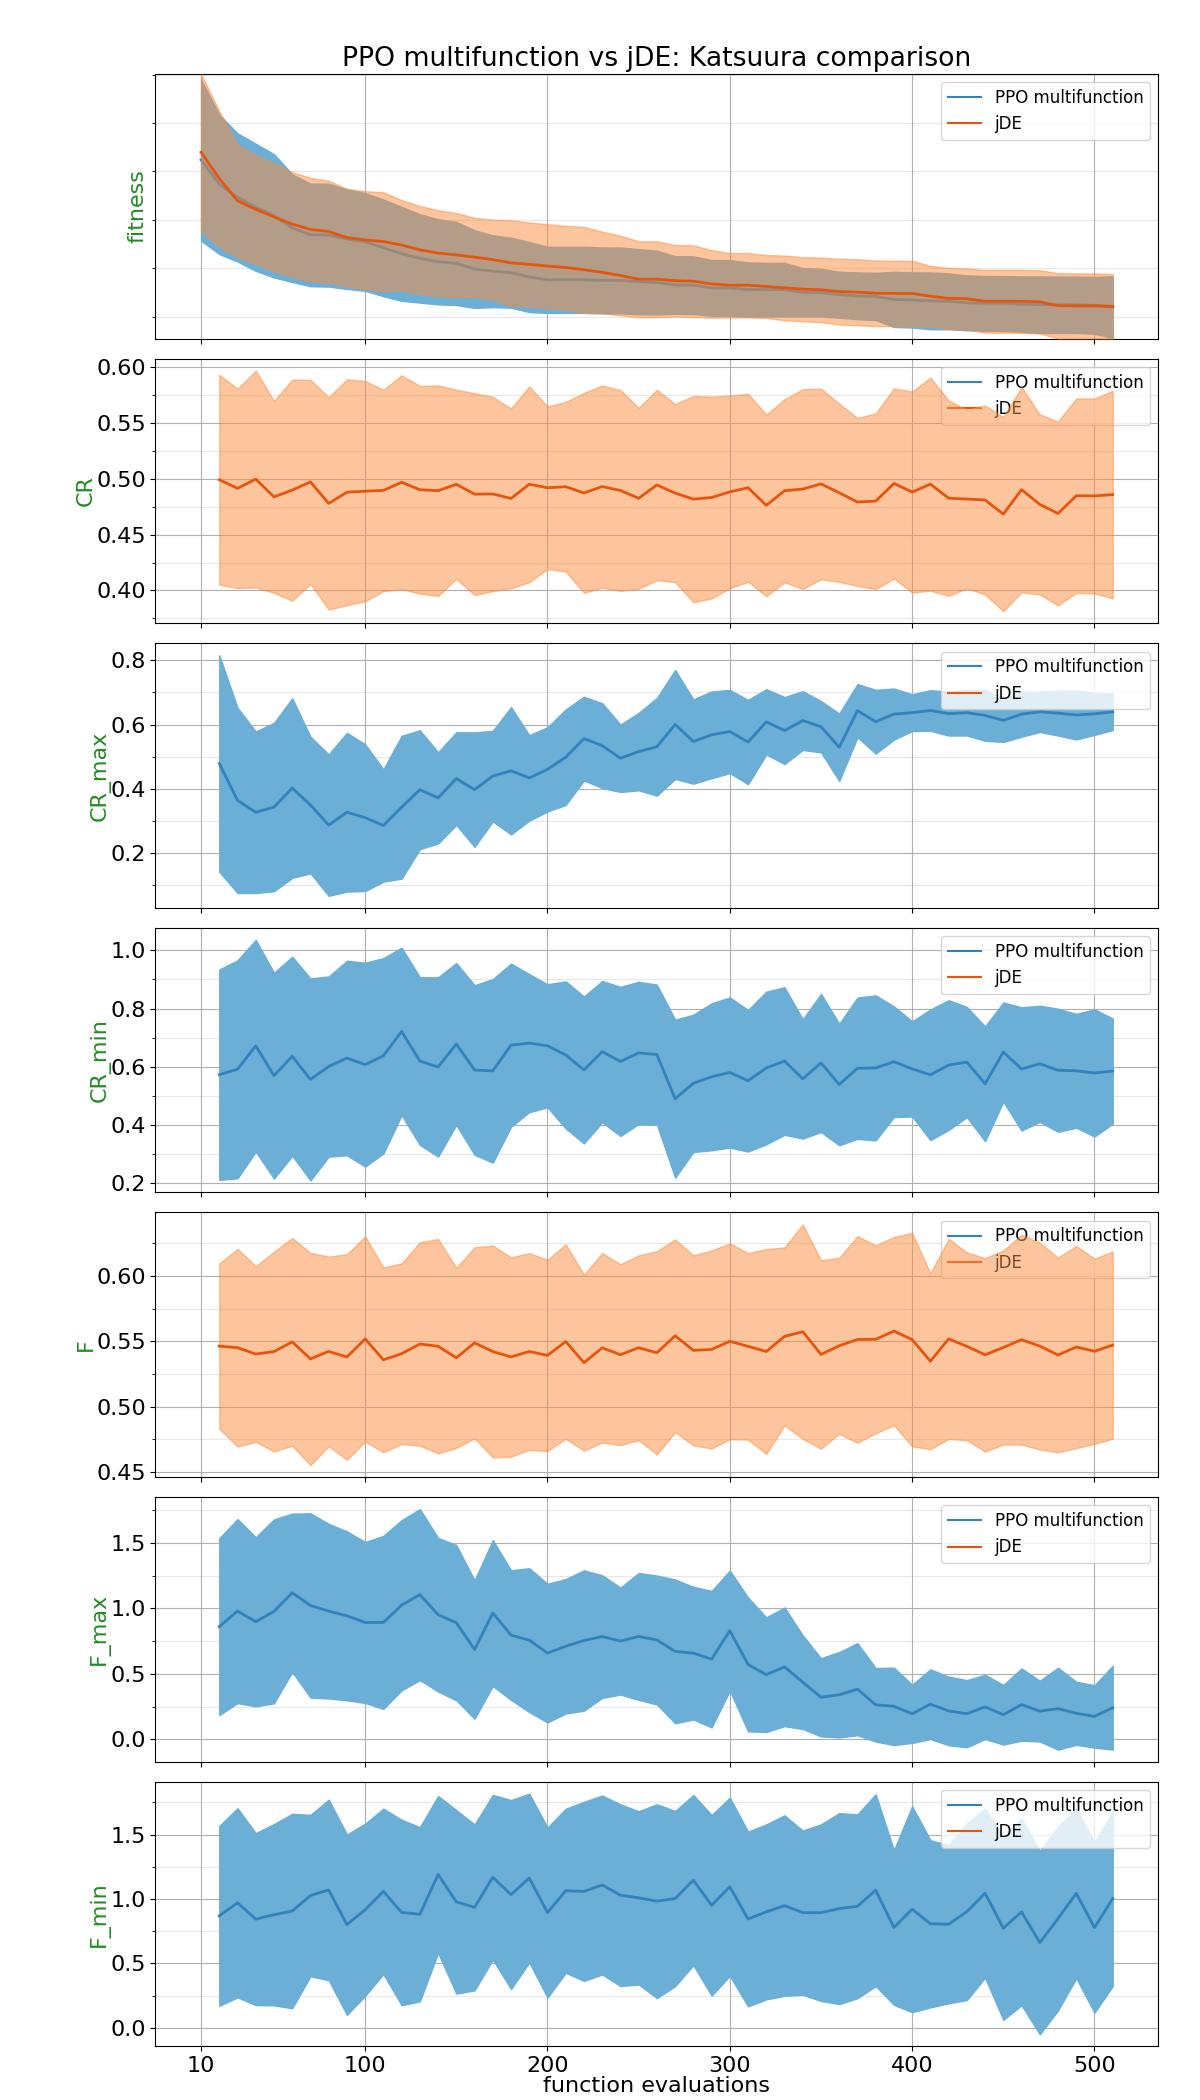 PPO multifunction vs jDE: Katsuura comparison
fitness
PPO multifunction
jDE
CR
0.60
0.55
0.50
0.45
0.40
PPO multifunction
jDE
CR_max
0.8
0.6
0.4
0.2
PPO multifunction
jDE
CR_min
1.0
0.8
0.6
0.4
0.2
PPO multifunction
jDE
F
0.60
0.55
0.50
0.45
PPO multifunction
jDE
F_max
1.5
1.0
0.5
0.0
PPO multifunction
jDE
F_min
1.5
1.0
0.5
0.0
PPO multifunction
jDE
10 100 200 300 400 500
function evaluations